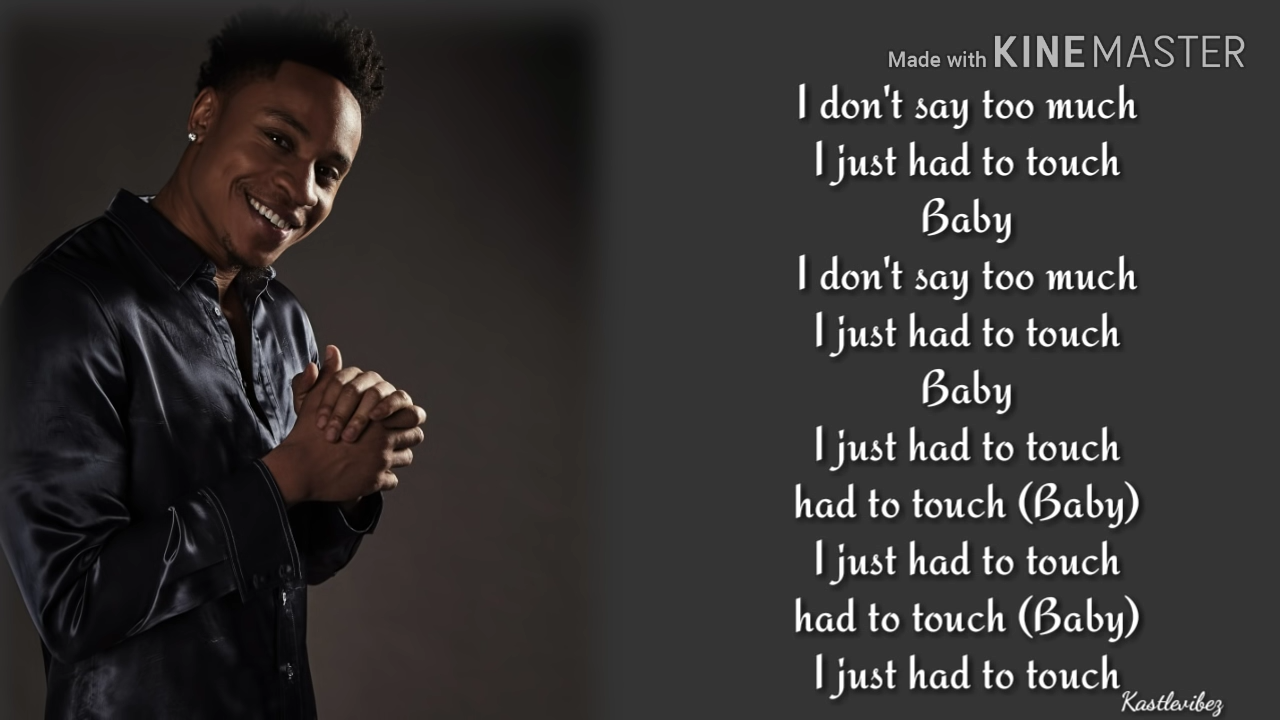 Made with KINEMASTER
I don't say too much
I just had to touch
Baby
I don't say too much
I just had to touch
Baby
I just had to touch
had to touch (Baby)
I just had to touch
had to touch (Baby)
I just had to touch
Kastlevibez